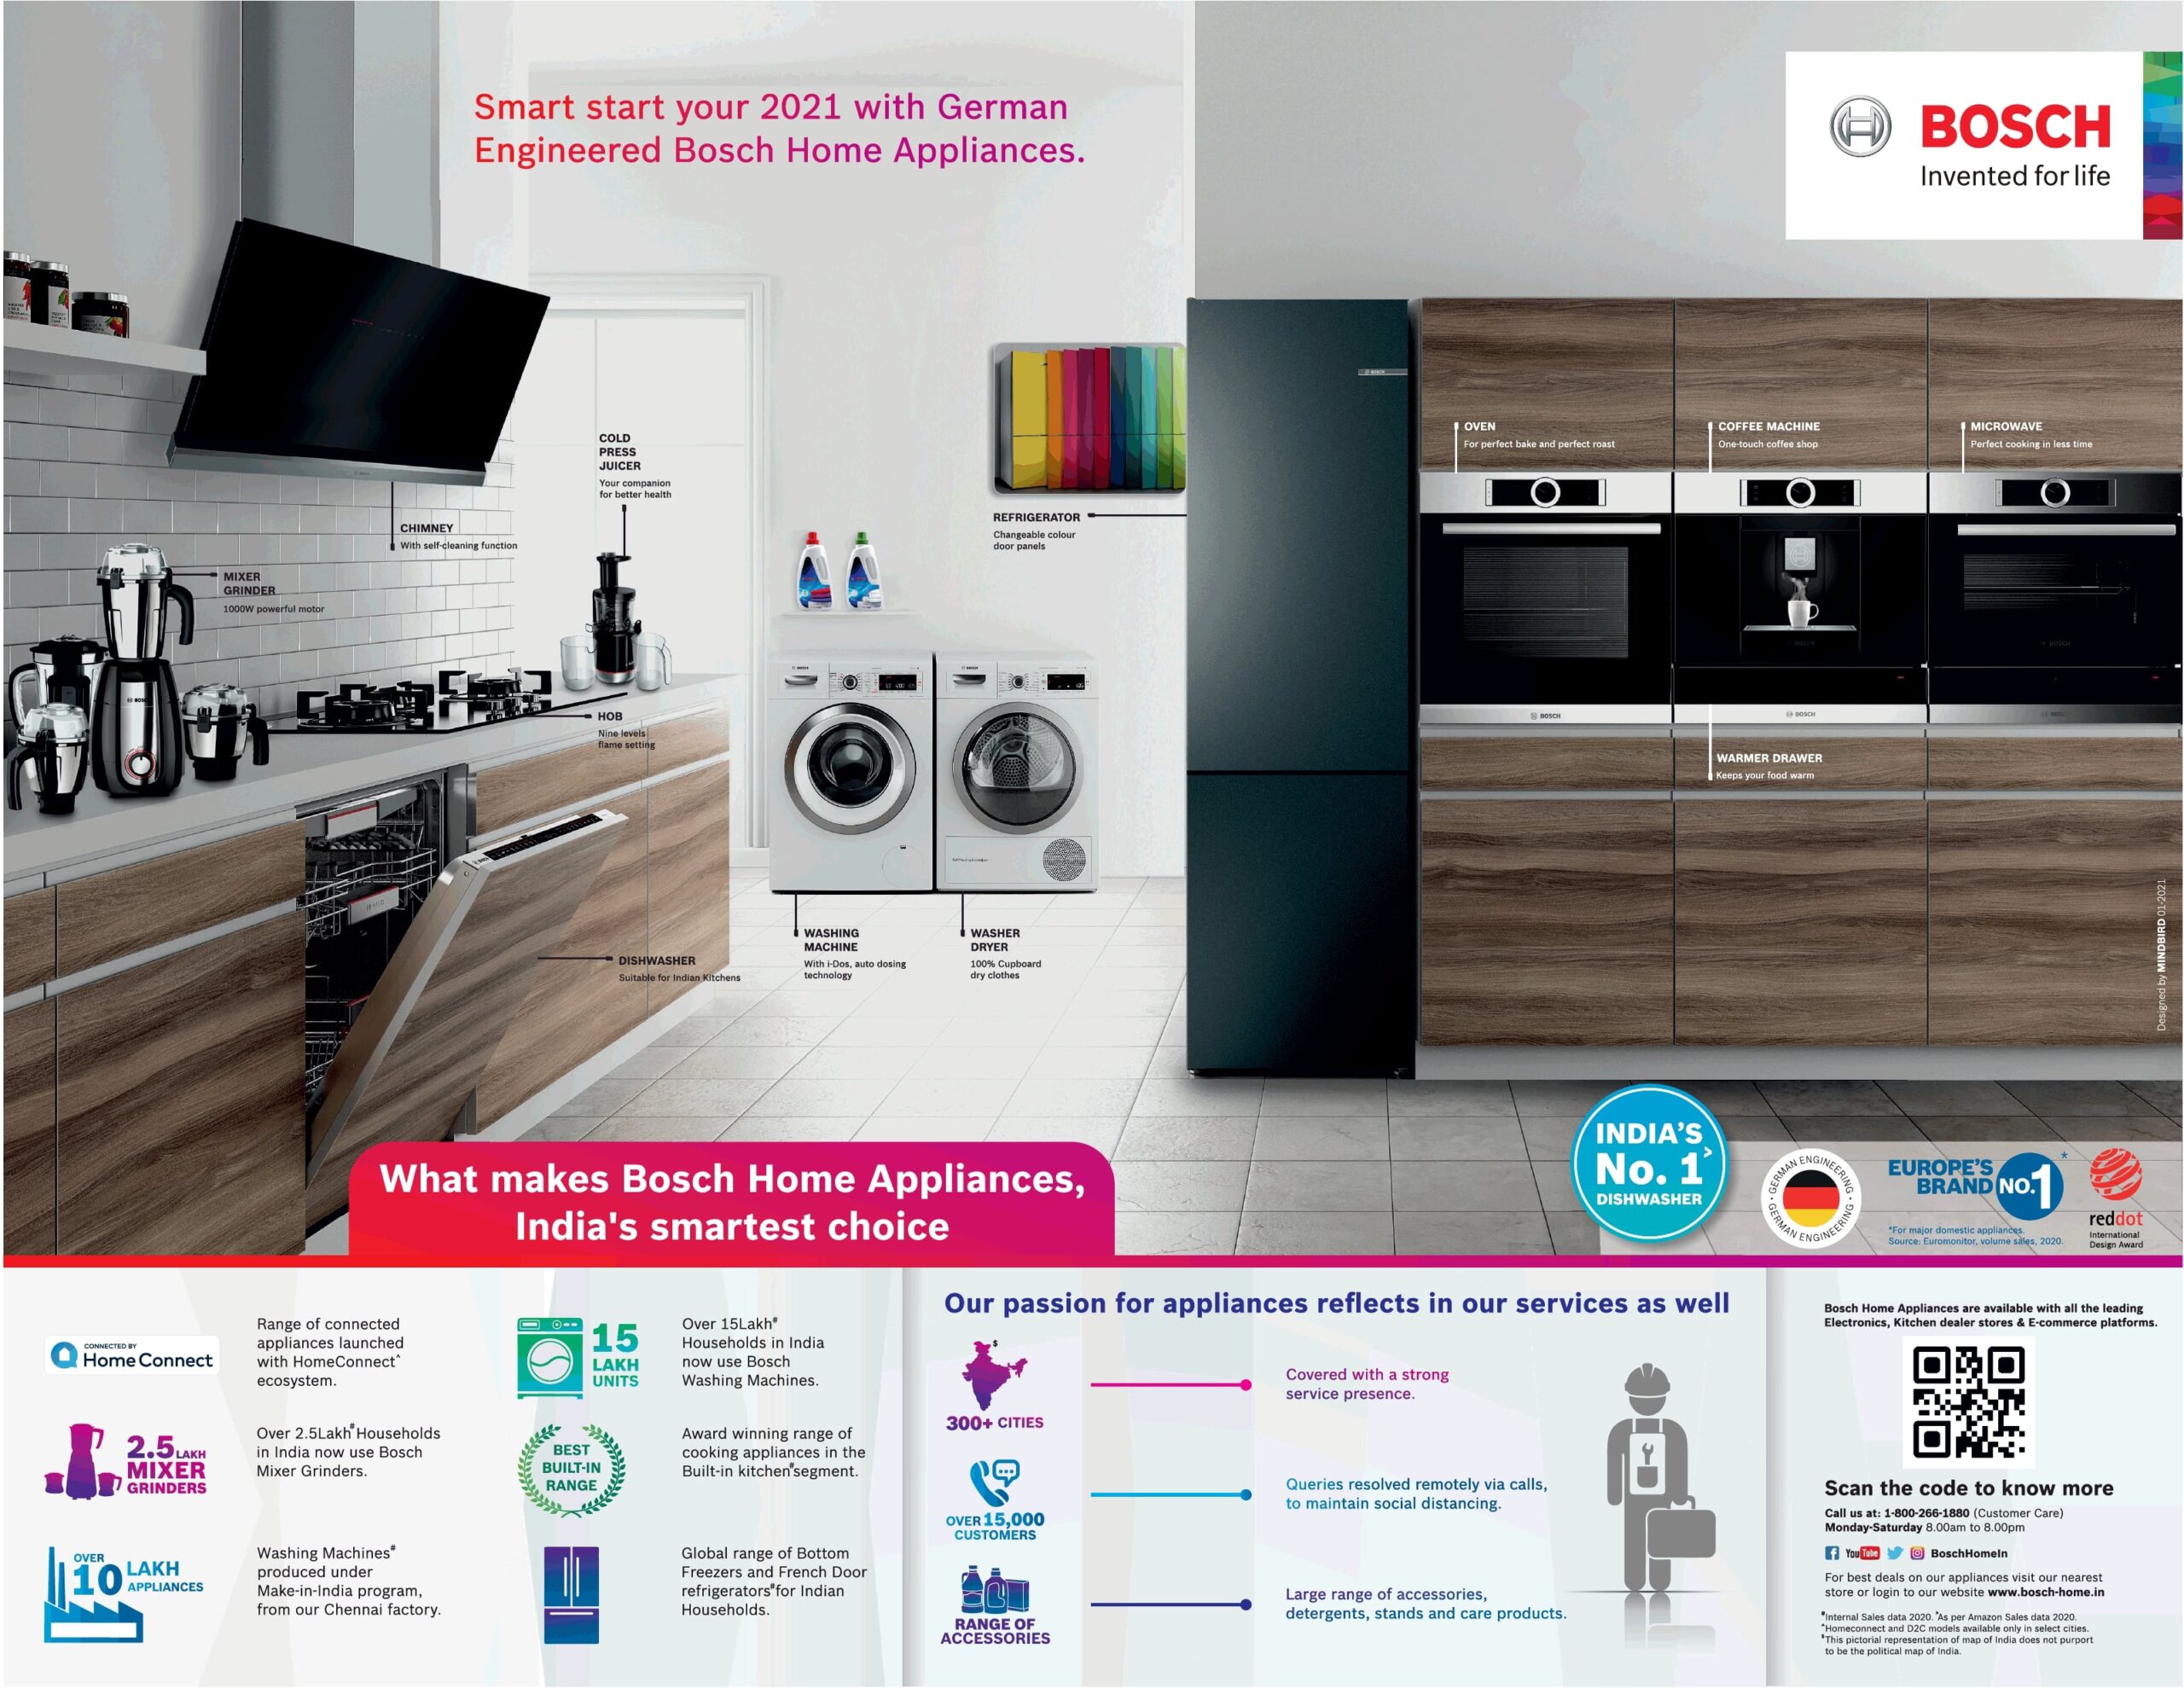 Smart start your 2021 with German
Engineered Bosch Home Appliances.
BOSCH
Invented for life
COLD
PRESS
JUICER
Your companion
for better health
CHIMNEY
With self-cleaning function
MIXER
GRINDER
1000W powerful motor
HOB
Nine levels
flame setting
DISHWASHER
Suitable for Indian Kitchens
WASHING
MACHINE
With i-Dos, auto dosing
technology
WASHER
DRYER
100% Cupboard
dry clothes
REFRIGERATOR
Changeable colour
door panels
BOSCH
OVEN
For perfect bake and perfect roast
COFFEE MACHINE
One-touch coffee shop
MICROWAVE
Perfect cooking in less time
BOSCH
BOSCH
WARMER DRAWER
Keeps your food warm
Designed by MINDBIRD 01-2021
What makes Bosch Home Appliances,
India's smartest choice
INDIA'S
No. 1^
DISHWASHER
GERMAN ENGINEERING • GERMAN ENGINEERING •
EUROPE'S
BRAND NO.1*
*For major domestic appliances.
Source: Euromonitor, volume sales, 2020.
reddot
International
Design Award
CONNECTED BY
Home Connect
Range of connected
appliances launched
with HomeConnect^
ecosystem.
2.5 LAKH
MIXER
GRINDERS
Over 2.5Lakh# Households
in India now use Bosch
Mixer Grinders.
OVER
10 LAKH
APPLIANCES
Washing Machines#
produced under
Make-in-India program,
from our Chennai factory.
15
LAKH
UNITS
Over 15Lakh#
Households in India
now use Bosch
Washing Machines.
BEST
BUILT-IN
RANGE
Award winning range of
cooking appliances in the
Built-in kitchen#segment.
Global range of Bottom
Freezers and French Door
refrigerators#for Indian
Households.
Our passion for appliances reflects in our services as well
$
300+ CITIES
Covered with a strong
service presence.
OVER 15,000
CUSTOMERS
Queries resolved remotely via calls,
to maintain social distancing.
RANGE OF
ACCESSORIES
Large range of accessories,
detergents, stands and care products.
Bosch Home Appliances are available with all the leading
Electronics, Kitchen dealer stores & E-commerce platforms.
Scan the code to know more
Call us at: 1-800-266-1880 (Customer Care)
Monday-Saturday 8.00am to 8.00pm
YouTube BoschHomeIn
For best deals on our appliances visit our nearest
store or login to our website www.bosch-home.in
#Internal Sales data 2020. ^As per Amazon Sales data 2020.
^Homeconnect and D2C models available only in select cities.
$This pictorial representation of map of India does not purport
to be the political map of India.